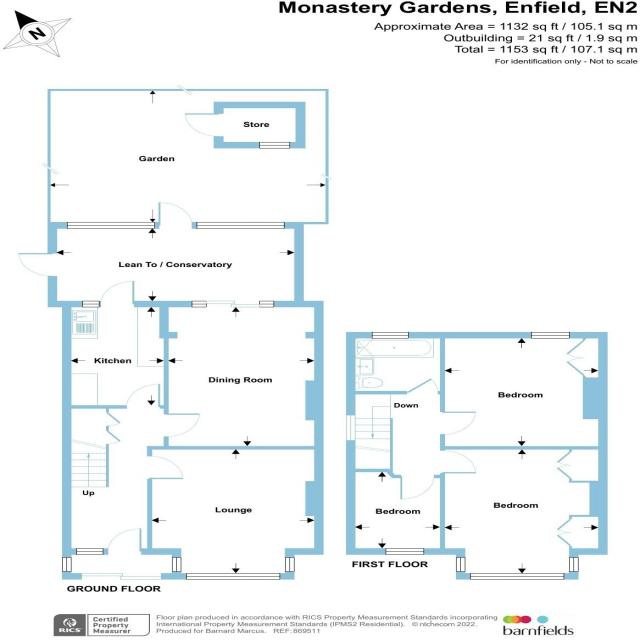 Monastery Gardens, Enfield, EN2
Approximate Area = 1132 sq ft / 105.1 sq m
Outbuilding = 21 sq ft / 1.9 sq m
Total = 1153 sq ft / 107.1 sq m
For identification only - Not to scale
N
Store
Garden
Lean To / Conservatory
Kitchen
Dining Room
Up
Lounge
GROUND FLOOR
Down
Bedroom
Bedroom
Bedroom
FIRST FLOOR
RICS
Certified
Property
Measurer
Floor plan produced in accordance with RICS Property Measurement Standards incorporating
International Property Measurement Standards (IPMS2 Residential). © nichecom 2022.
Produced for Barnard Marcus. REF: 869511
barnfields